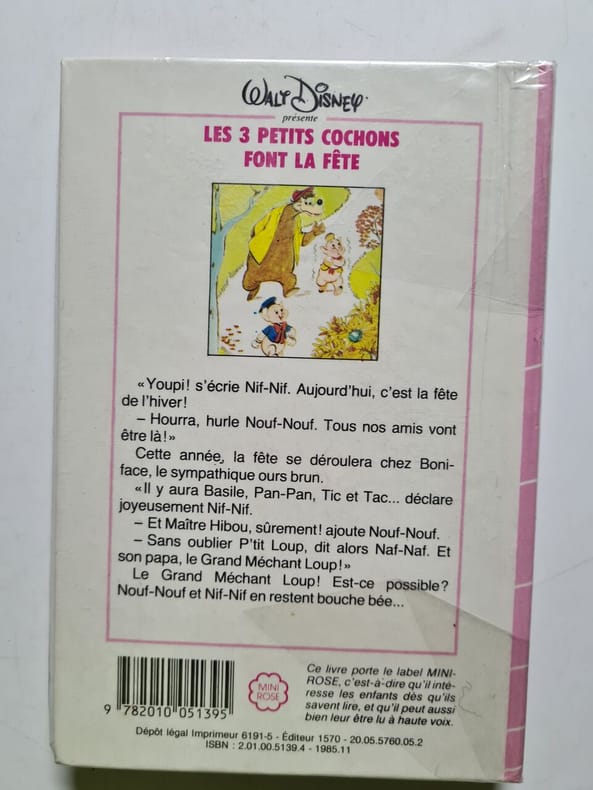 WALT DISNEY
présente
LES 3 PETITS COCHONS
FONT LA FÊTE
«Youpi! s'écrie Nif-Nif. Aujourd'hui, c'est la fête
de l'hiver!
– Hourra, hurle Nouf-Nouf. Tous nos amis vont
être là!»
Cette année, la fête se déroulera chez Boni-
face, le sympathique ours brun.
«Il y aura Basile, Pan-Pan, Tic et Tac... déclare
joyeusement Nif-Nif.
– Et Maître Hibou, sûrement! ajoute Nouf-Nouf.
– Sans oublier P'tit Loup, dit alors Naf-Naf. Et
son papa, le Grand Méchant Loup!»
Le Grand Méchant Loup! Est-ce possible?
Nouf-Nouf et Nif-Nif en restent bouche bée...
9 782010 051395
MINI
ROSE
Ce livre porte le label MINI-
ROSE, c'est-à-dire qu'il inté-
resse les enfants dès qu'ils
savent lire, et qu'il peut aussi
bien leur être lu à haute voix.
Dépôt légal Imprimeur 6191-5 - Éditeur 1570 - 20.05.5760.05.2
ISBN : 2.01.00.5139.4 - 1985.11